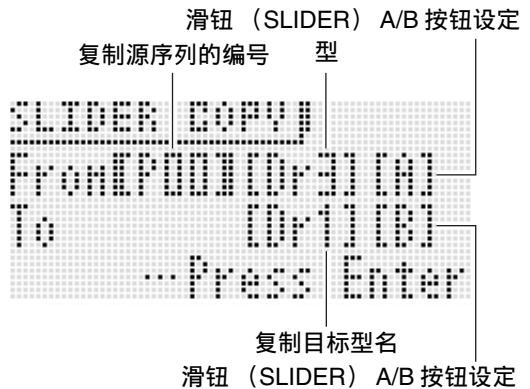 滑钮 （SLIDER） A/B 按钮设定
复制源序列的编号 型
SLIDER COPY
From[P00][Dr3][A]
To [Dr1][B]
…Press Enter
复制目标型名
滑钮 （SLIDER） A/B 按钮设定